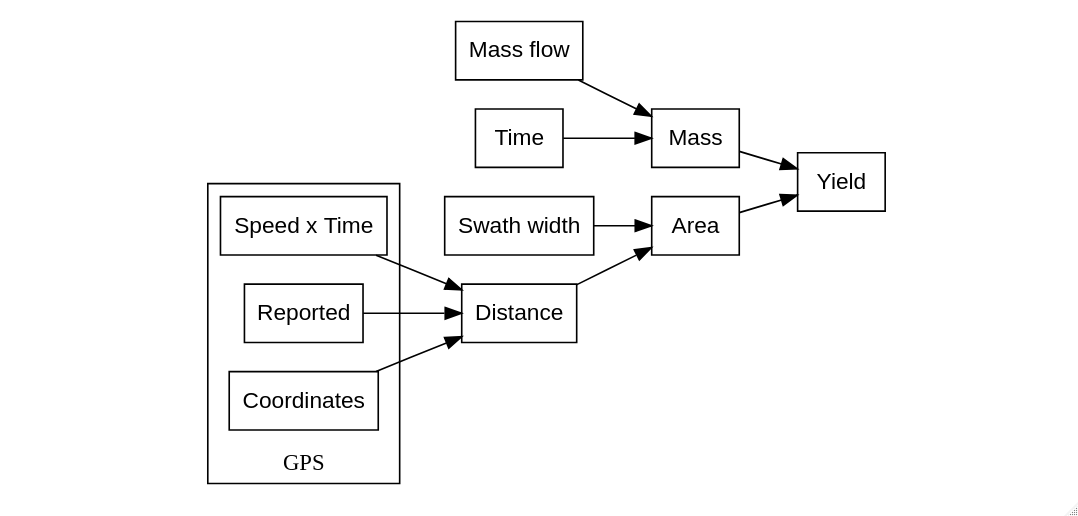 Mass flow
Time
Mass
Yield
Speed x Time
Swath width
Area
Reported
Distance
Coordinates
GPS